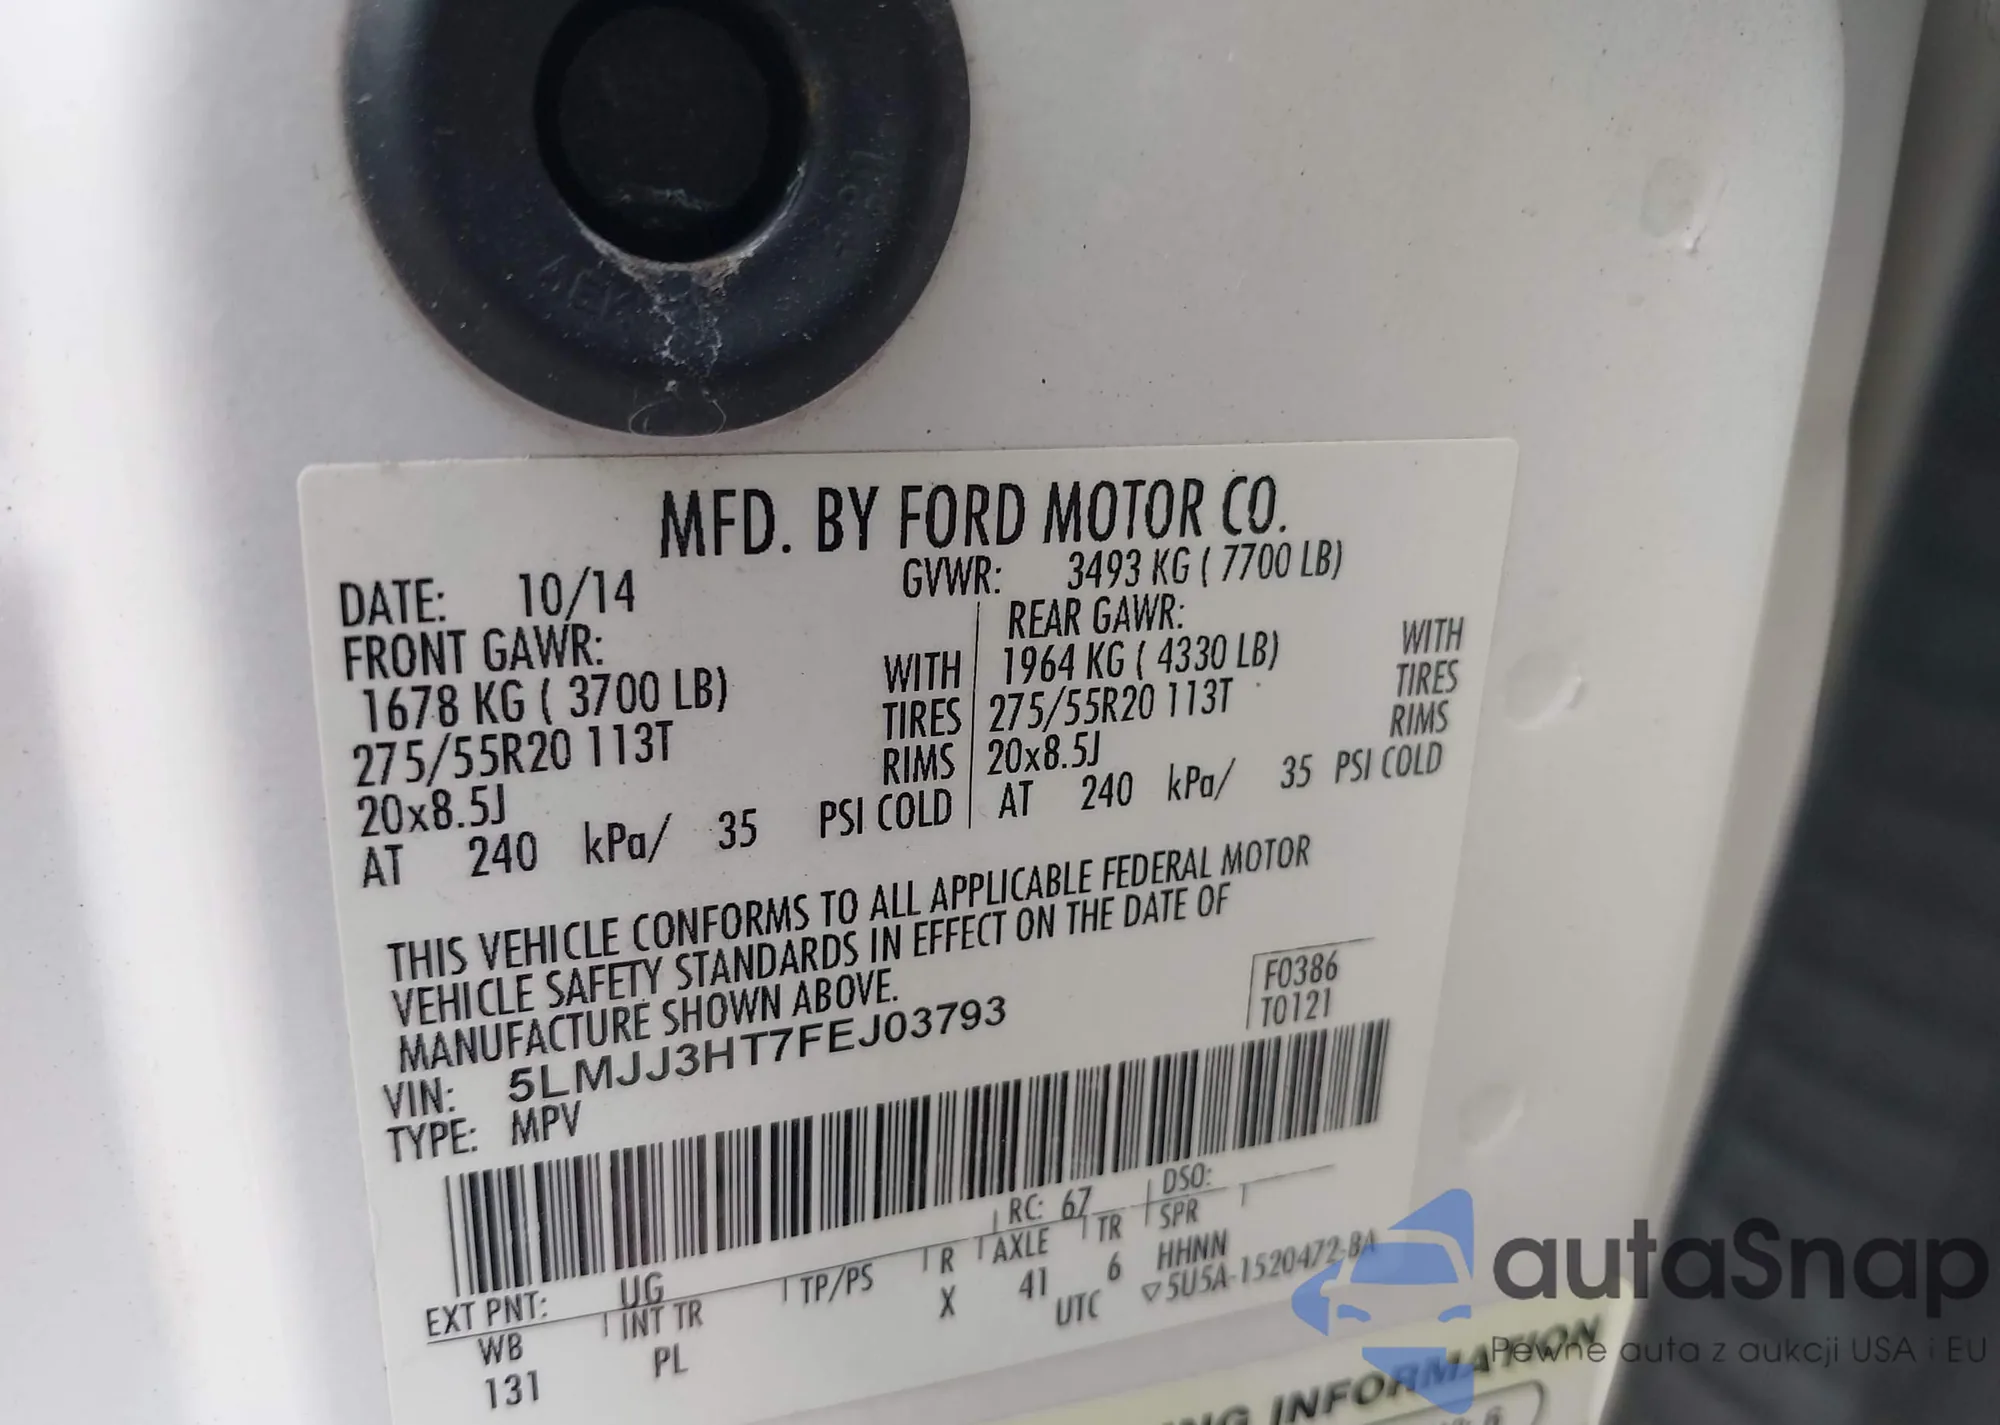 MFD. BY FORD MOTOR CO.
DATE: 10/14 GVWR: 3493 KG ( 7700 LB)
FRONT GAWR: REAR GAWR:
1678 KG ( 3700 LB) WITH 1964 KG ( 4330 LB) WITH
275/55R20 113T TIRES 275/55R20 113T TIRES
20x8.5J RIMS 20x8.5J RIMS
AT 240 kPa/ 35 PSI COLD AT 240 kPa/ 35 PSI COLD
THIS VEHICLE CONFORMS TO ALL APPLICABLE FEDERAL MOTOR
VEHICLE SAFETY STANDARDS IN EFFECT ON THE DATE OF
MANUFACTURE SHOWN ABOVE.
F0386
T0121
VIN: 5LMJJ3HT7FEJ03793
TYPE: MPV
EXT PNT: UG RC: 67 DSO:
WB INT TR TP/PS R AXLE TR SPR
131 PL X 41 6 HHNN
UTC ▽5U5A-1520472-BA
INFORMATION
autaSnap
Pewne auta z aukcji USA i EU